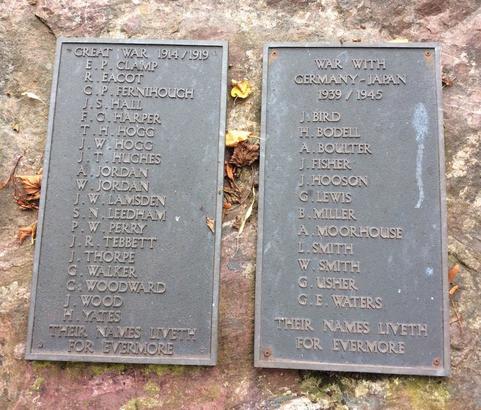 GREAT WAR 1914/1919
E. P. CLAMP
R. EAGOT
G. P. FERNIHOUGH
J. S. HALL
F. G. HARPER
T. H. HOGG
J. W. HOGG
J. T. HUGHES
A. JORDAN
W. JORDAN
J. W. LAMSDEN
S. N. LEEDHAM
P. W. PERRY
J. R. TEBBETT
J. THORPE
G. WALKER
C. WOODWARD
J. WOOD
H. YATES
THEIR NAMES LIVETH
FOR EVERMORE
WAR WITH
GERMANY - JAPAN
1939 / 1945
J. BIRD
H. BODELL
A. BOULTER
J. FISHER
J. HOOSON
G. LEWIS
B. MILLER
A. MOORHOUSE
L. SMITH
W. SMITH
G. USHER
G. E. WATERS
THEIR NAMES LIVETH
FOR EVERMORE